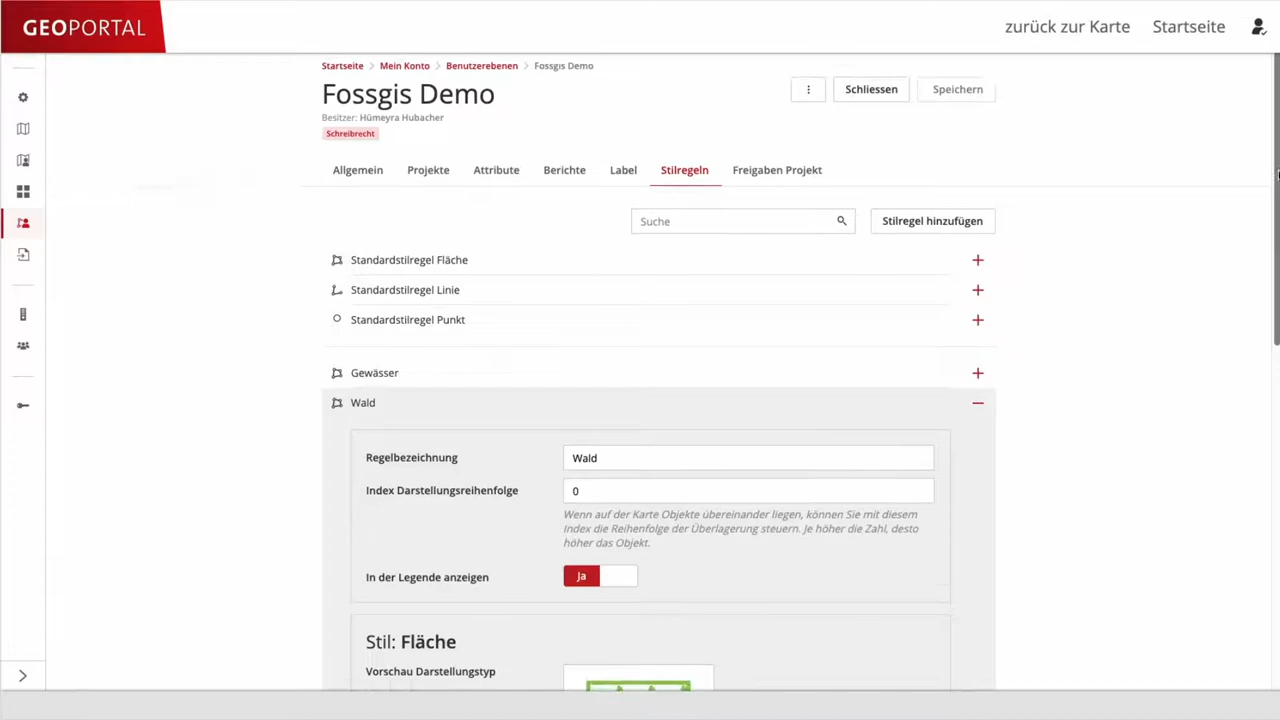 GEOPORTAL
zurück zur Karte
Startseite
Startseite > Mein Konto > Benutzerebenen > Fossgis Demo
Fossgis Demo
Besitzer: Hümeyra Hubacher
Schreibrecht
Schliessen
Speichern
Allgemein
Projekte
Attribute
Berichte
Label
Stilregeln
Freigaben Projekt
Suche
Stilregel hinzufügen
Standardstilregel Fläche
Standardstilregel Linie
Standardstilregel Punkt
Gewässer
Wald
Regelbezeichnung
Wald
Index Darstellungsreihenfolge
0
Wenn auf der Karte Objekte übereinander liegen, können Sie mit diesem
Index die Reihenfolge der Überlagerung steuern. Je höher die Zahl, desto
höher das Objekt.
In der Legende anzeigen
Ja
Stil: Fläche
Vorschau Darstellungstyp